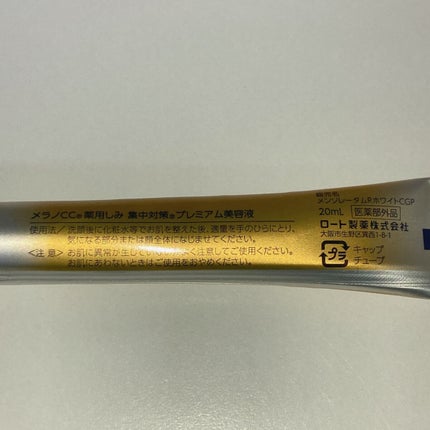 メラノCC® 薬用しみ 集中対策®プレミアム美容液
使用法／洗顔後に化粧水等でお肌を整えた後、適量を手のひらにとり、
気になる部分または顔全体になじませてください。
〈注意〉お肌に異常が生じていないかよく注意してご使用ください。
お肌にあわないときはご使用をおやめください。
販売名
メンソレータムP.ホワイトCGP
20mL 医薬部外品
ロート製薬株式会社
大阪市生野区巽西1-8-1
プラ
キャップ
チューブ